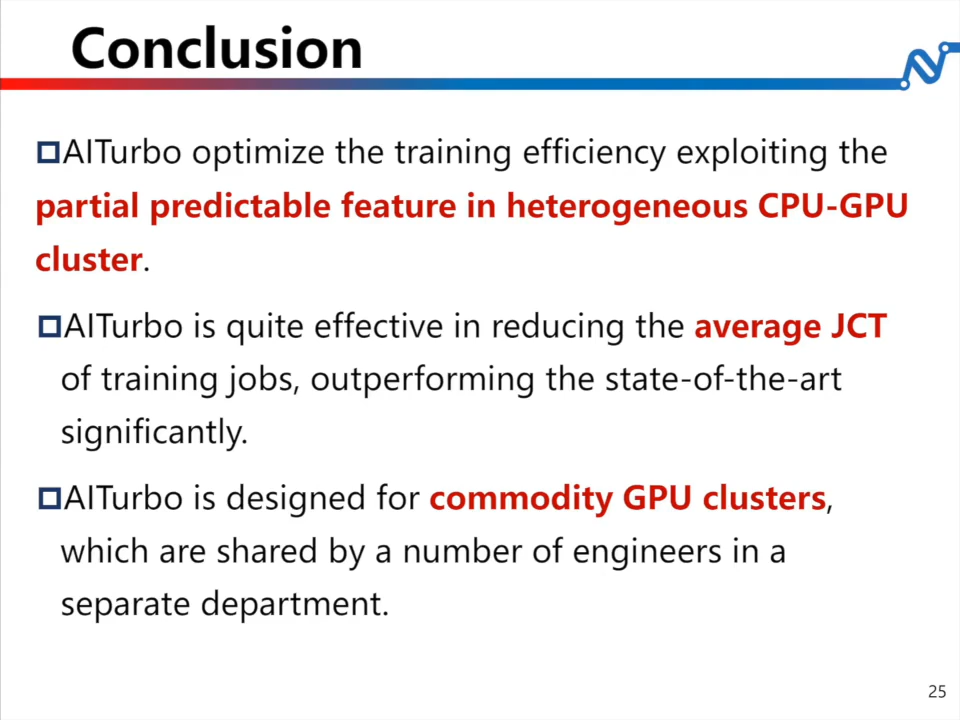 Conclusion
AITurbo optimize the training efficiency exploiting the
partial predictable feature in heterogeneous CPU-GPU
cluster.
AITurbo is quite effective in reducing the average JCT
of training jobs, outperforming the state-of-the-art
significantly.
AITurbo is designed for commodity GPU clusters,
which are shared by a number of engineers in a
separate department.
25